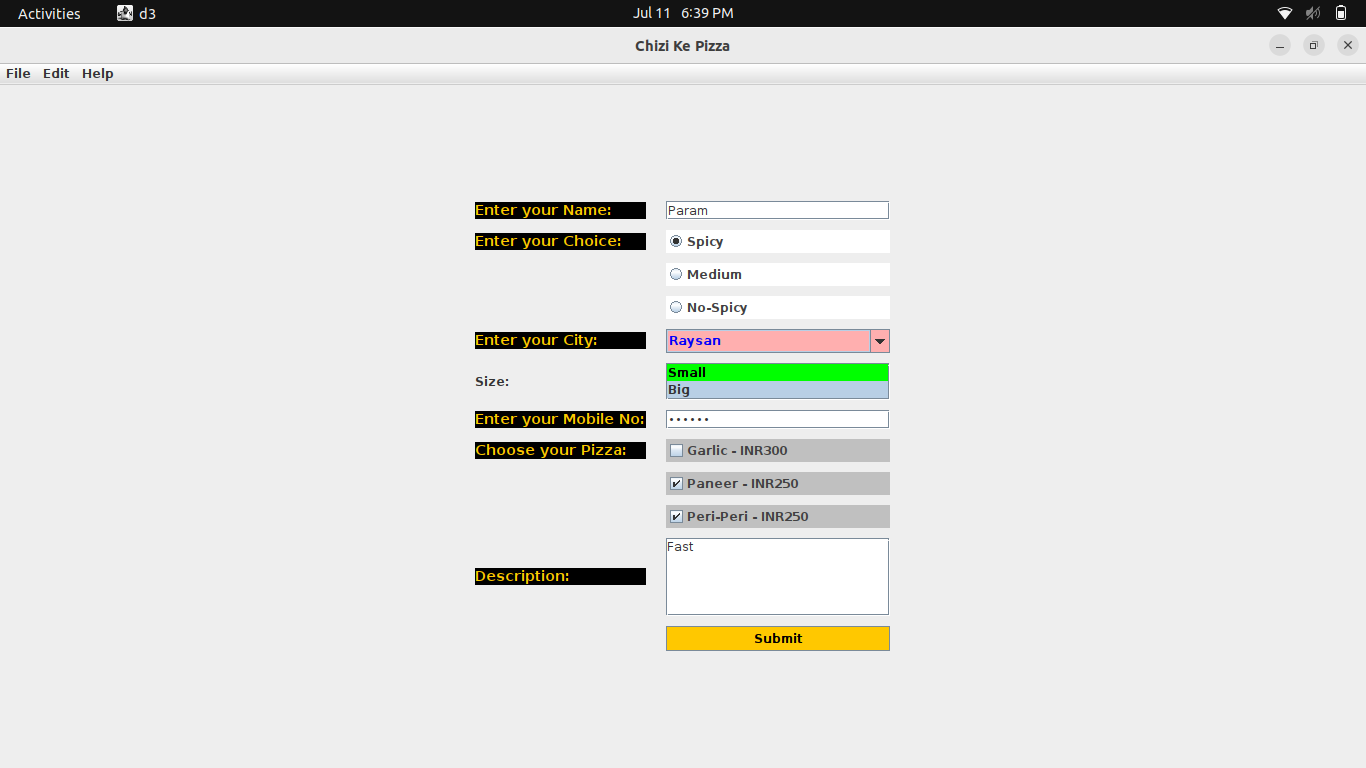 Activities d3 Jul 11 6:39 PM
Chizi Ke Pizza
File Edit Help
Enter your Name: Param
Enter your Choice: Spicy
Medium
No-Spicy
Enter your City: Raysan
Small
Size:
Big
Enter your Mobile No: ••••••
Choose your Pizza: Garlic - INR300
Paneer - INR250
Peri-Peri - INR250
Fast
Description:
Submit